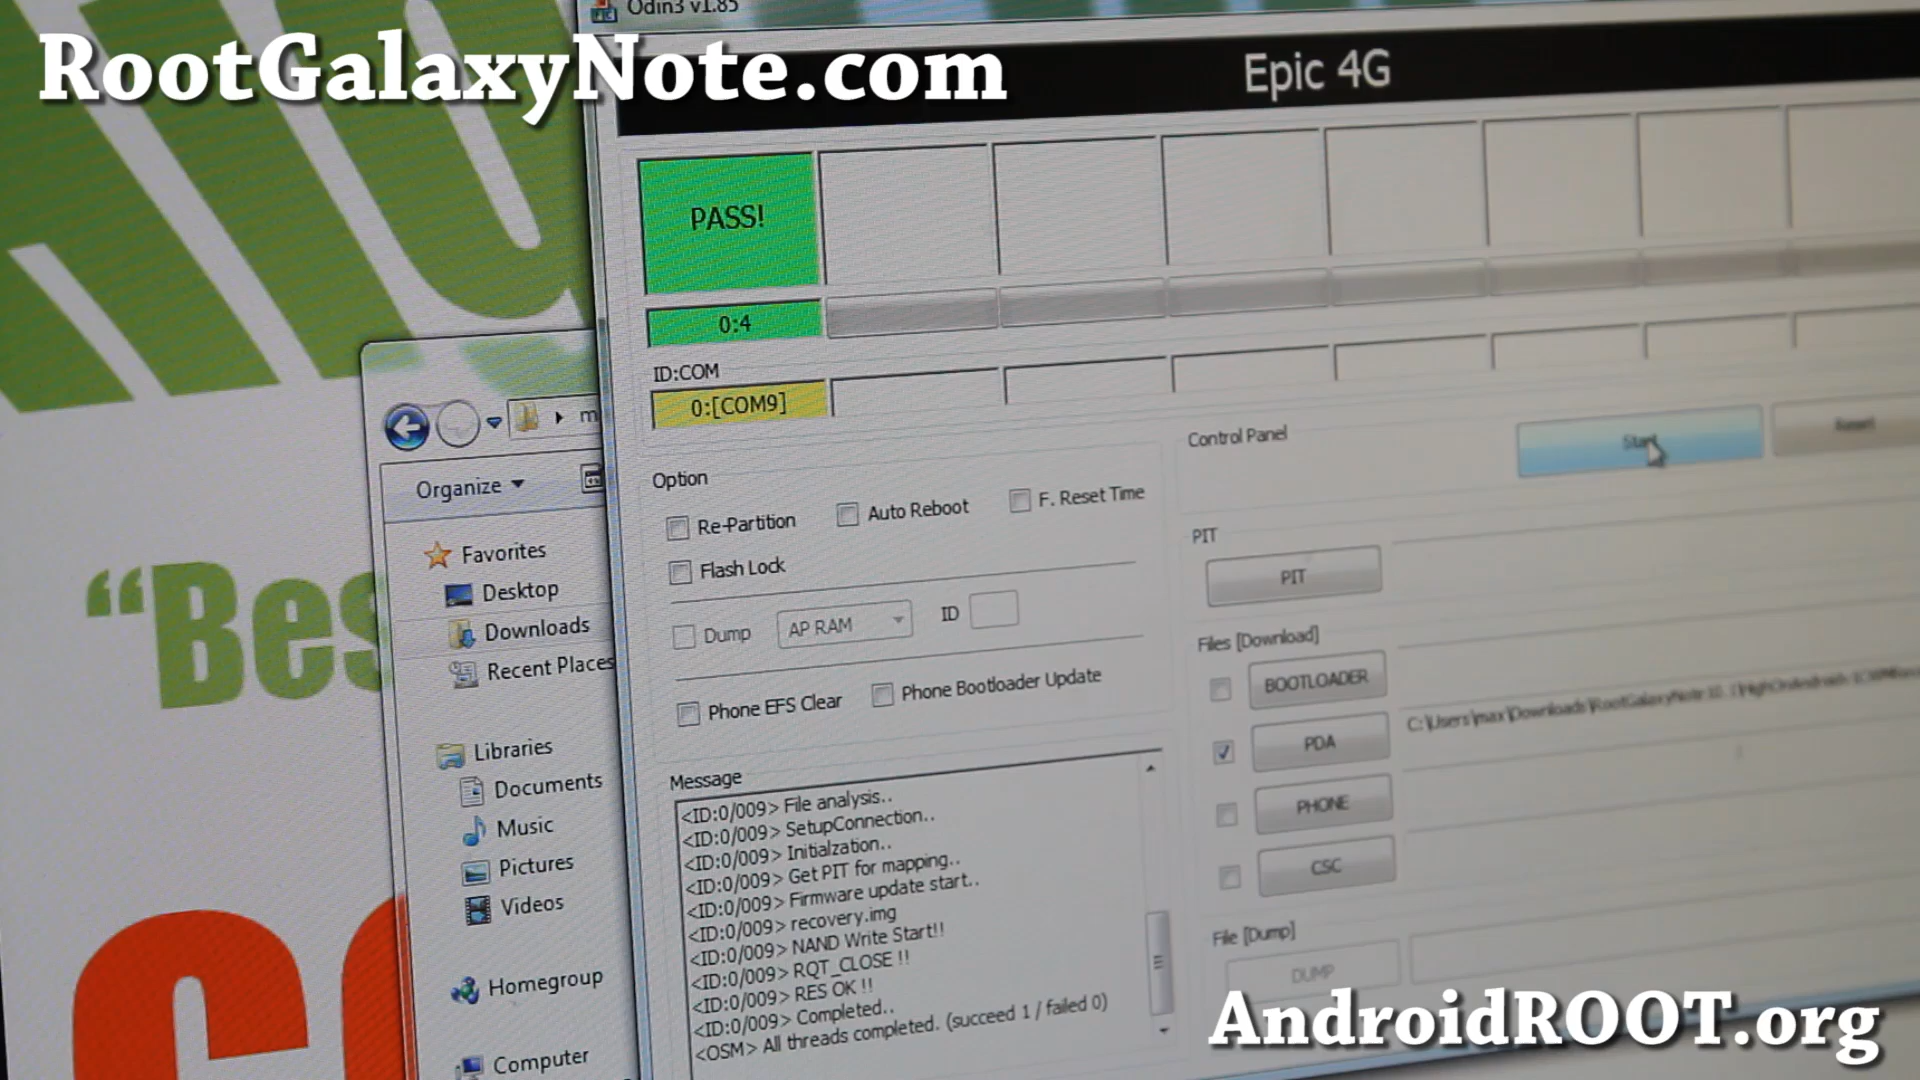 Odin3 v1.85
RootGalaxyNote.com
Epic 4G
PASS!
0:4
ID:COM
0:[COM9]
m
Organize
Favorites
Desktop
Downloads
Recent Places
Libraries
Documents
Music
Pictures
Videos
Homegroup
Computer
"Bes
Option
Re-Partition
Auto Reboot
F. Reset Time
Flash Lock
Dump
AP RAM
ID
Phone EFS Clear
Phone Bootloader Update
Message
<ID:0/009> File analysis..
<ID:0/009> SetupConnection..
<ID:0/009> Initialzation..
<ID:0/009> Get PIT for mapping..
<ID:0/009> Firmware update start..
<ID:0/009> recovery.img
<ID:0/009> NAND Write Start!!
<ID:0/009> RQT_CLOSE !!
<ID:0/009> RES OK !!
<ID:0/009> Completed..
<OSM> All threads completed. (succeed 1 / failed 0)
Control Panel
Start
Reset
PIT
PIT
Files [Download]
BOOTLOADER
PDA
C:\Users\max\Downloads\RootGalaxyNote
PHONE
CSC
File [Dump]
DUMP
AndroidROOT.org